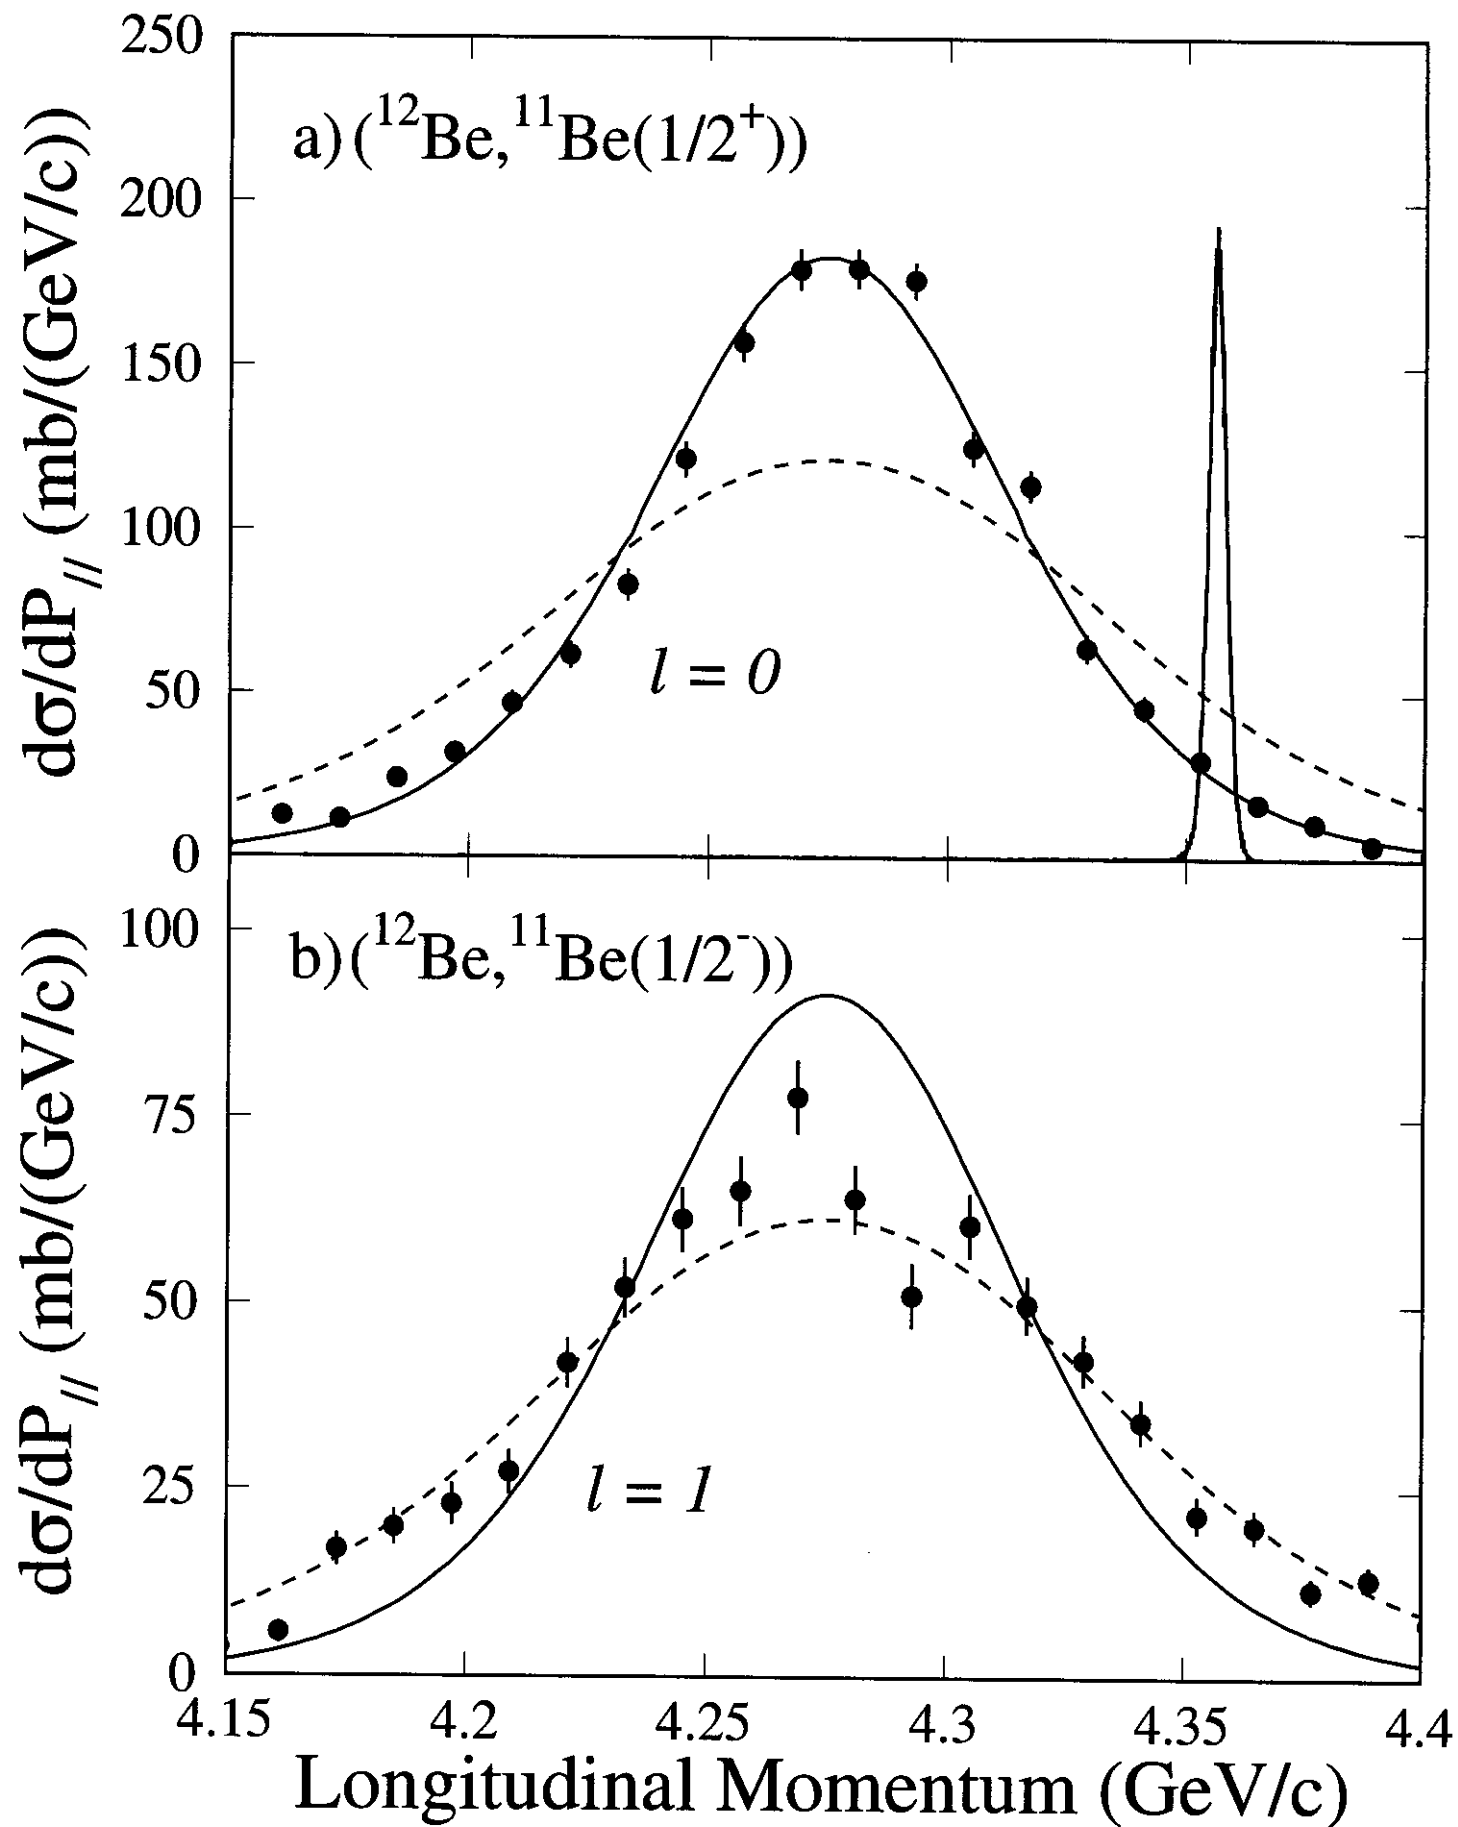 250
a) (¹²Be, ¹¹Be(1/2⁺))
200
150
100
50
0
l = 0
dσ/dP// (mb/(GeV/c))
100
b) (¹²Be, ¹¹Be(1/2⁻))
75
50
25
0
l = 1
dσ/dP// (mb/(GeV/c))
4.15 4.2 4.25 4.3 4.35 4.4
Longitudinal Momentum (GeV/c)